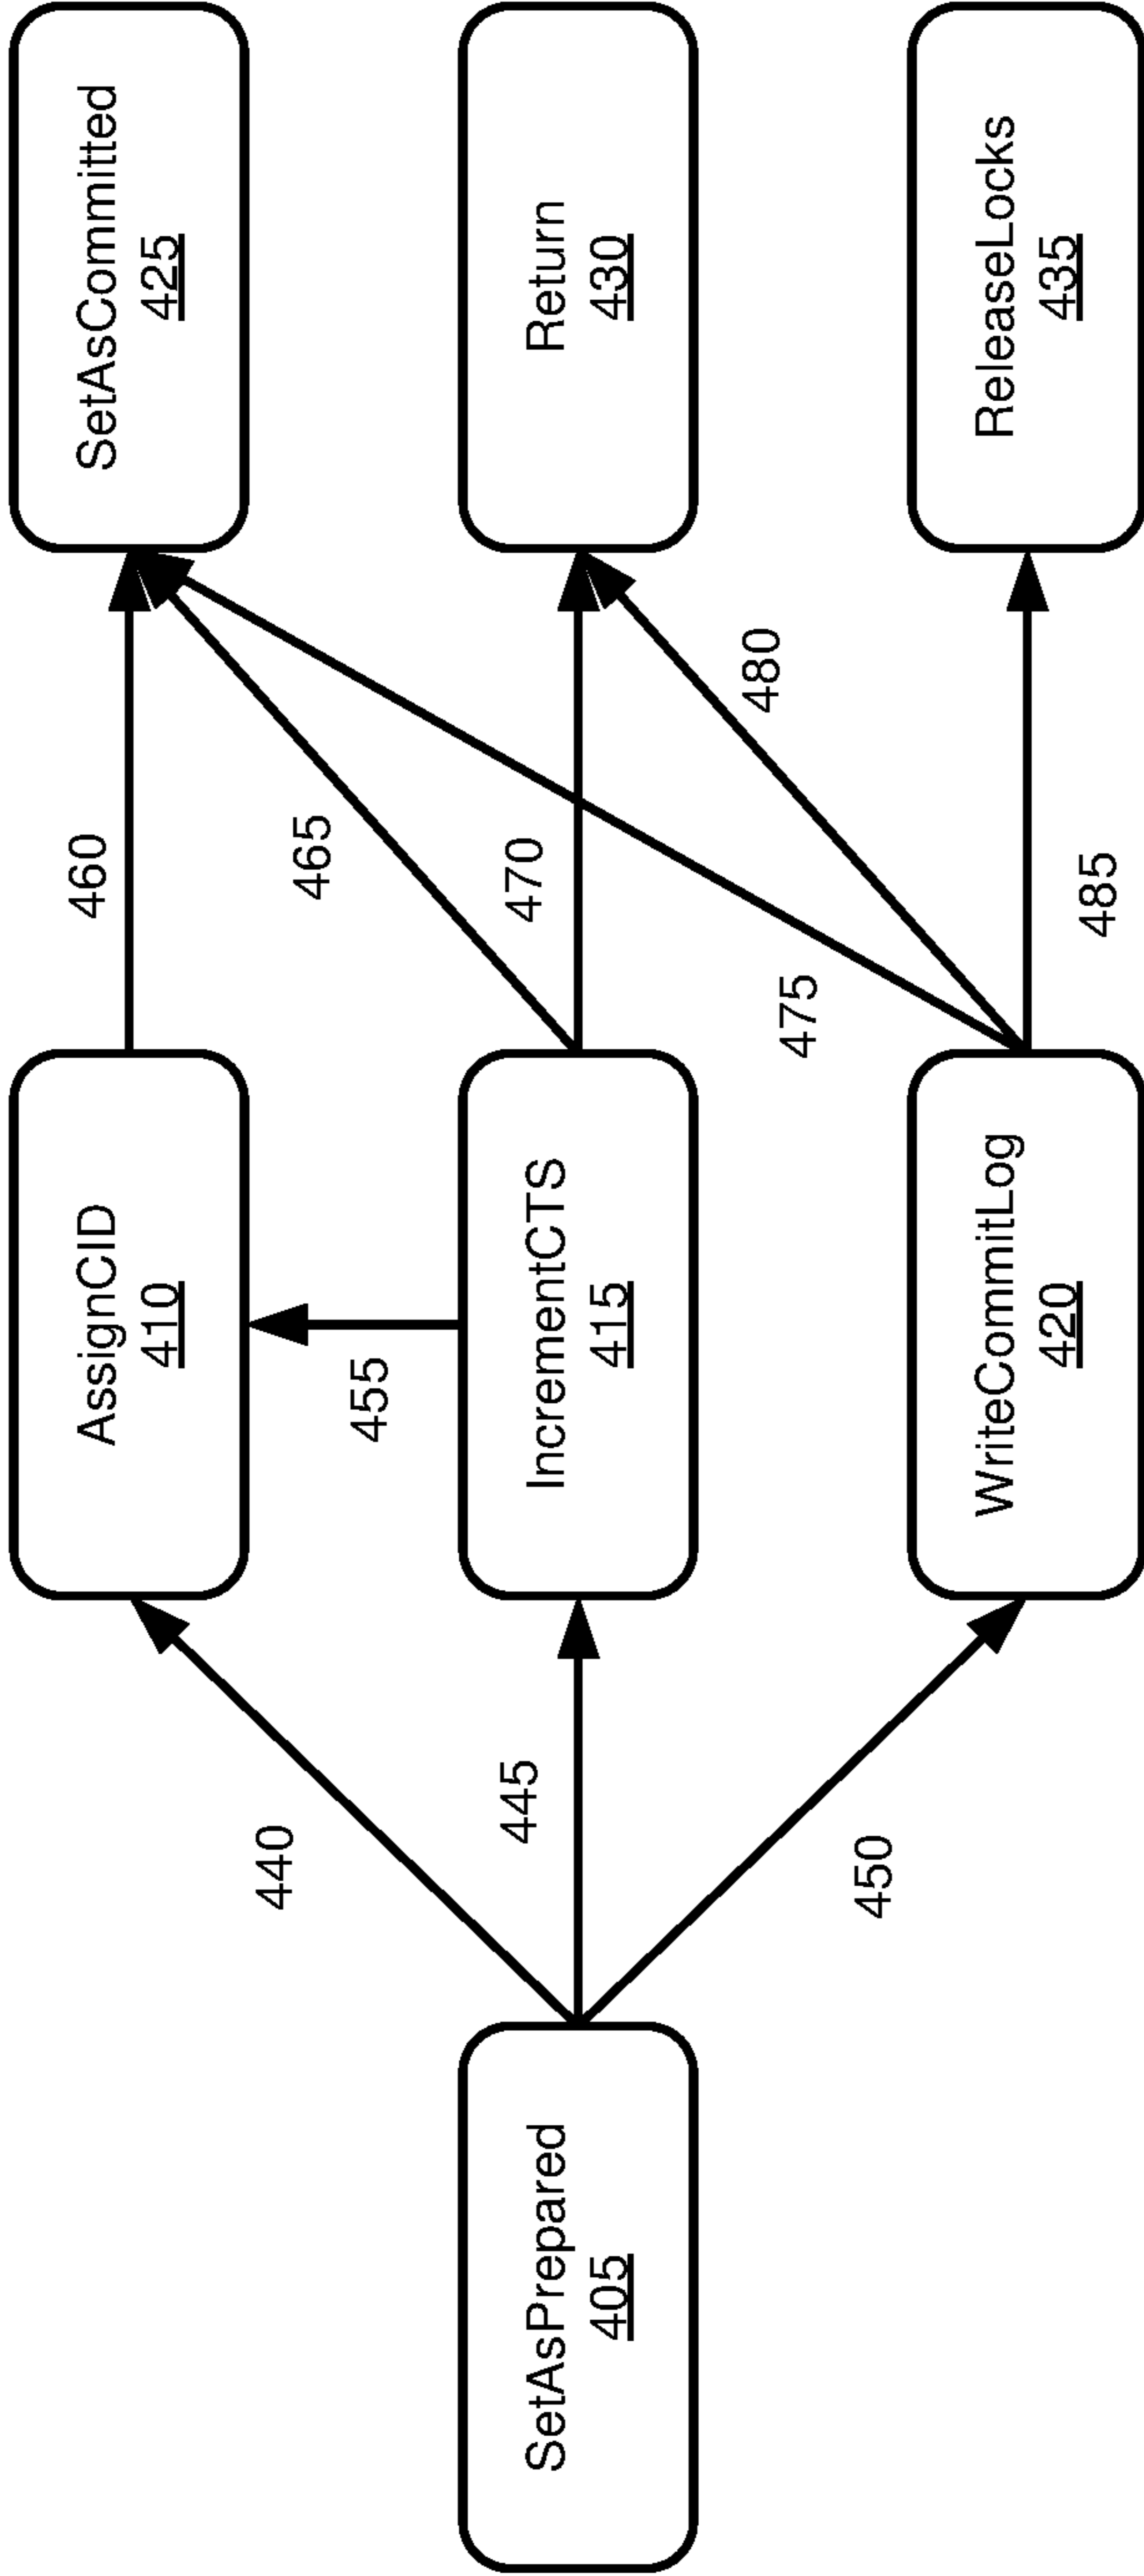 SetAsPrepared
405
440
445
450
AssignCID
410
455
IncrementCTS
415
WriteCommitLog
420
460
465
470
475
480
485
SetAsCommitted
425
Return
430
ReleaseLocks
435